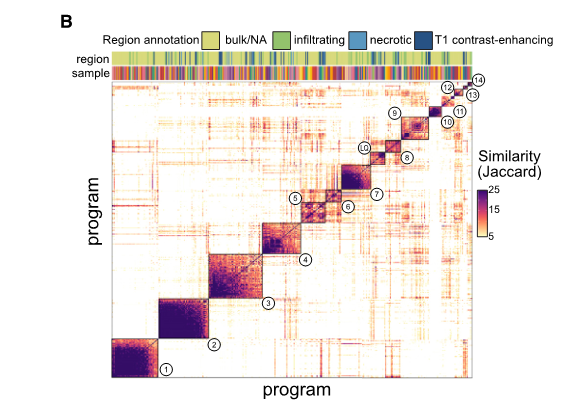 B
Region annotation bulk/NA infiltrating necrotic T1 contrast-enhancing
region
sample
14
12
13
9
11
10
LQ
8
Similarity
(Jaccard)
25
15
5
7
5
6
4
3
2
1
program
program